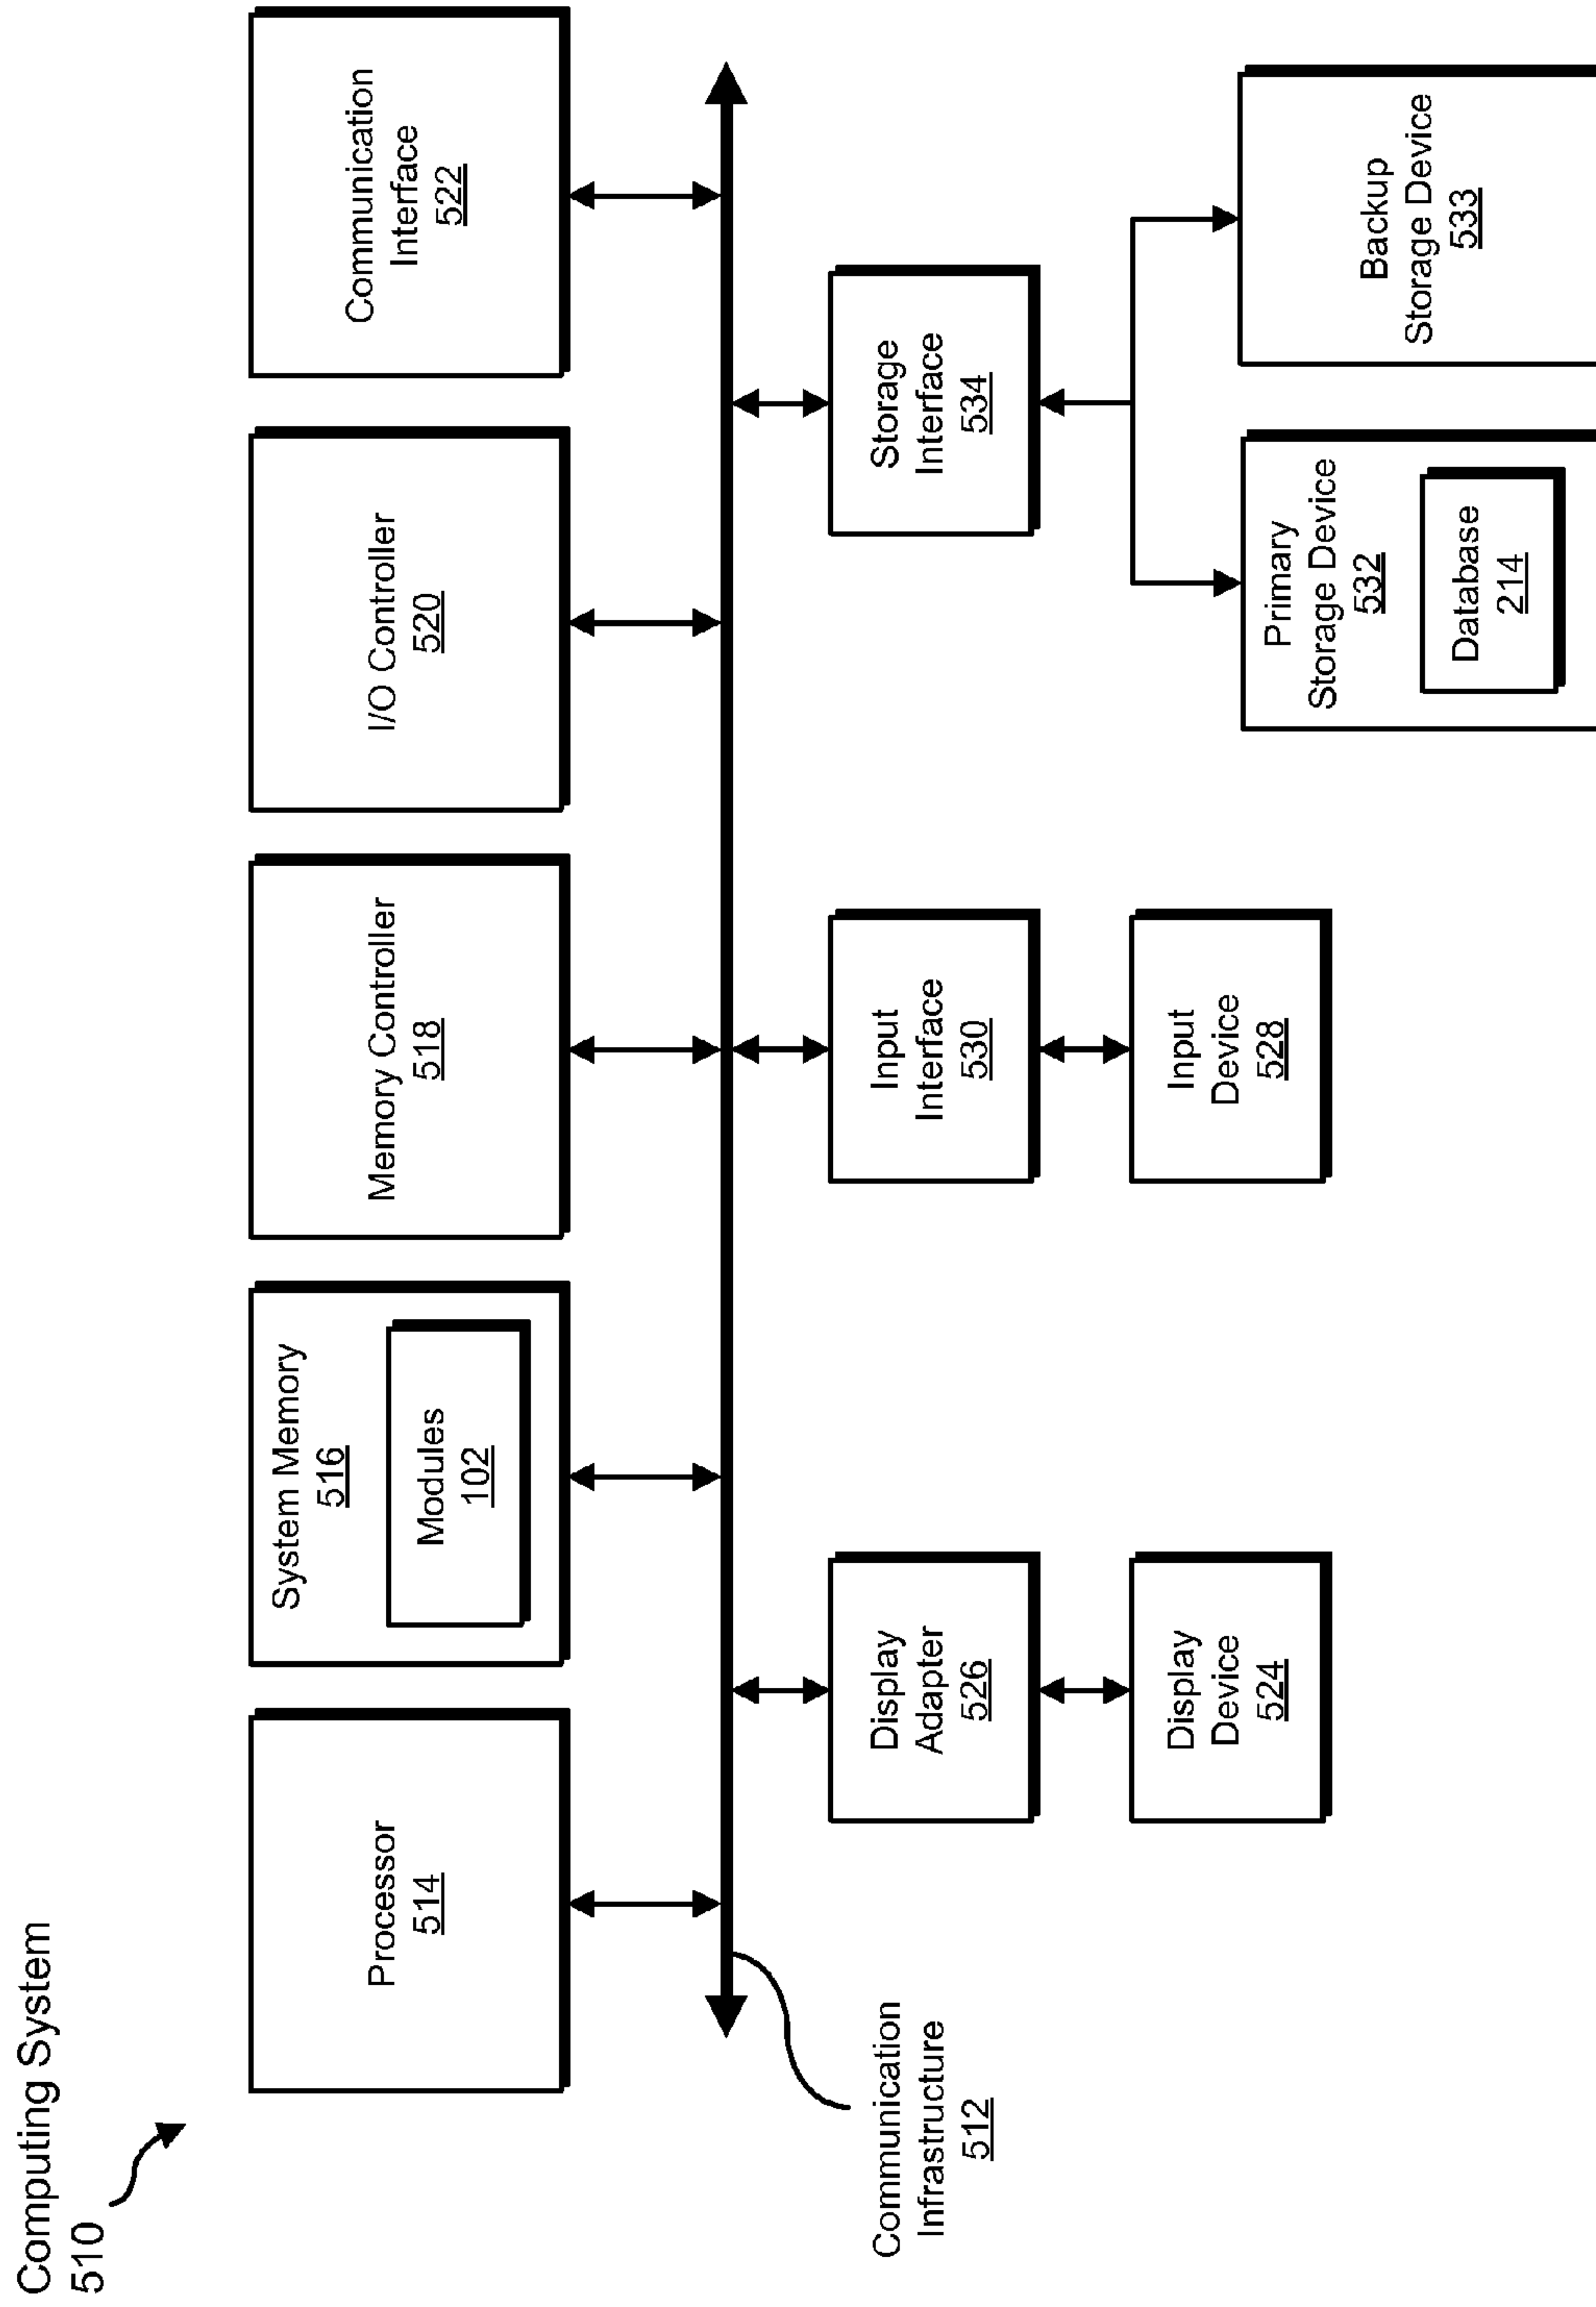 Computing System
510
Processor
514
System Memory
516
Modules
102
Memory Controller
518
I/O Controller
520
Communication
Interface
522
Communication
Infrastructure
512
Display
Adapter
526
Input
Interface
530
Storage
Interface
534
Display
Device
524
Input
Device
528
Primary
Storage Device
532
Database
214
Backup
Storage Device
533